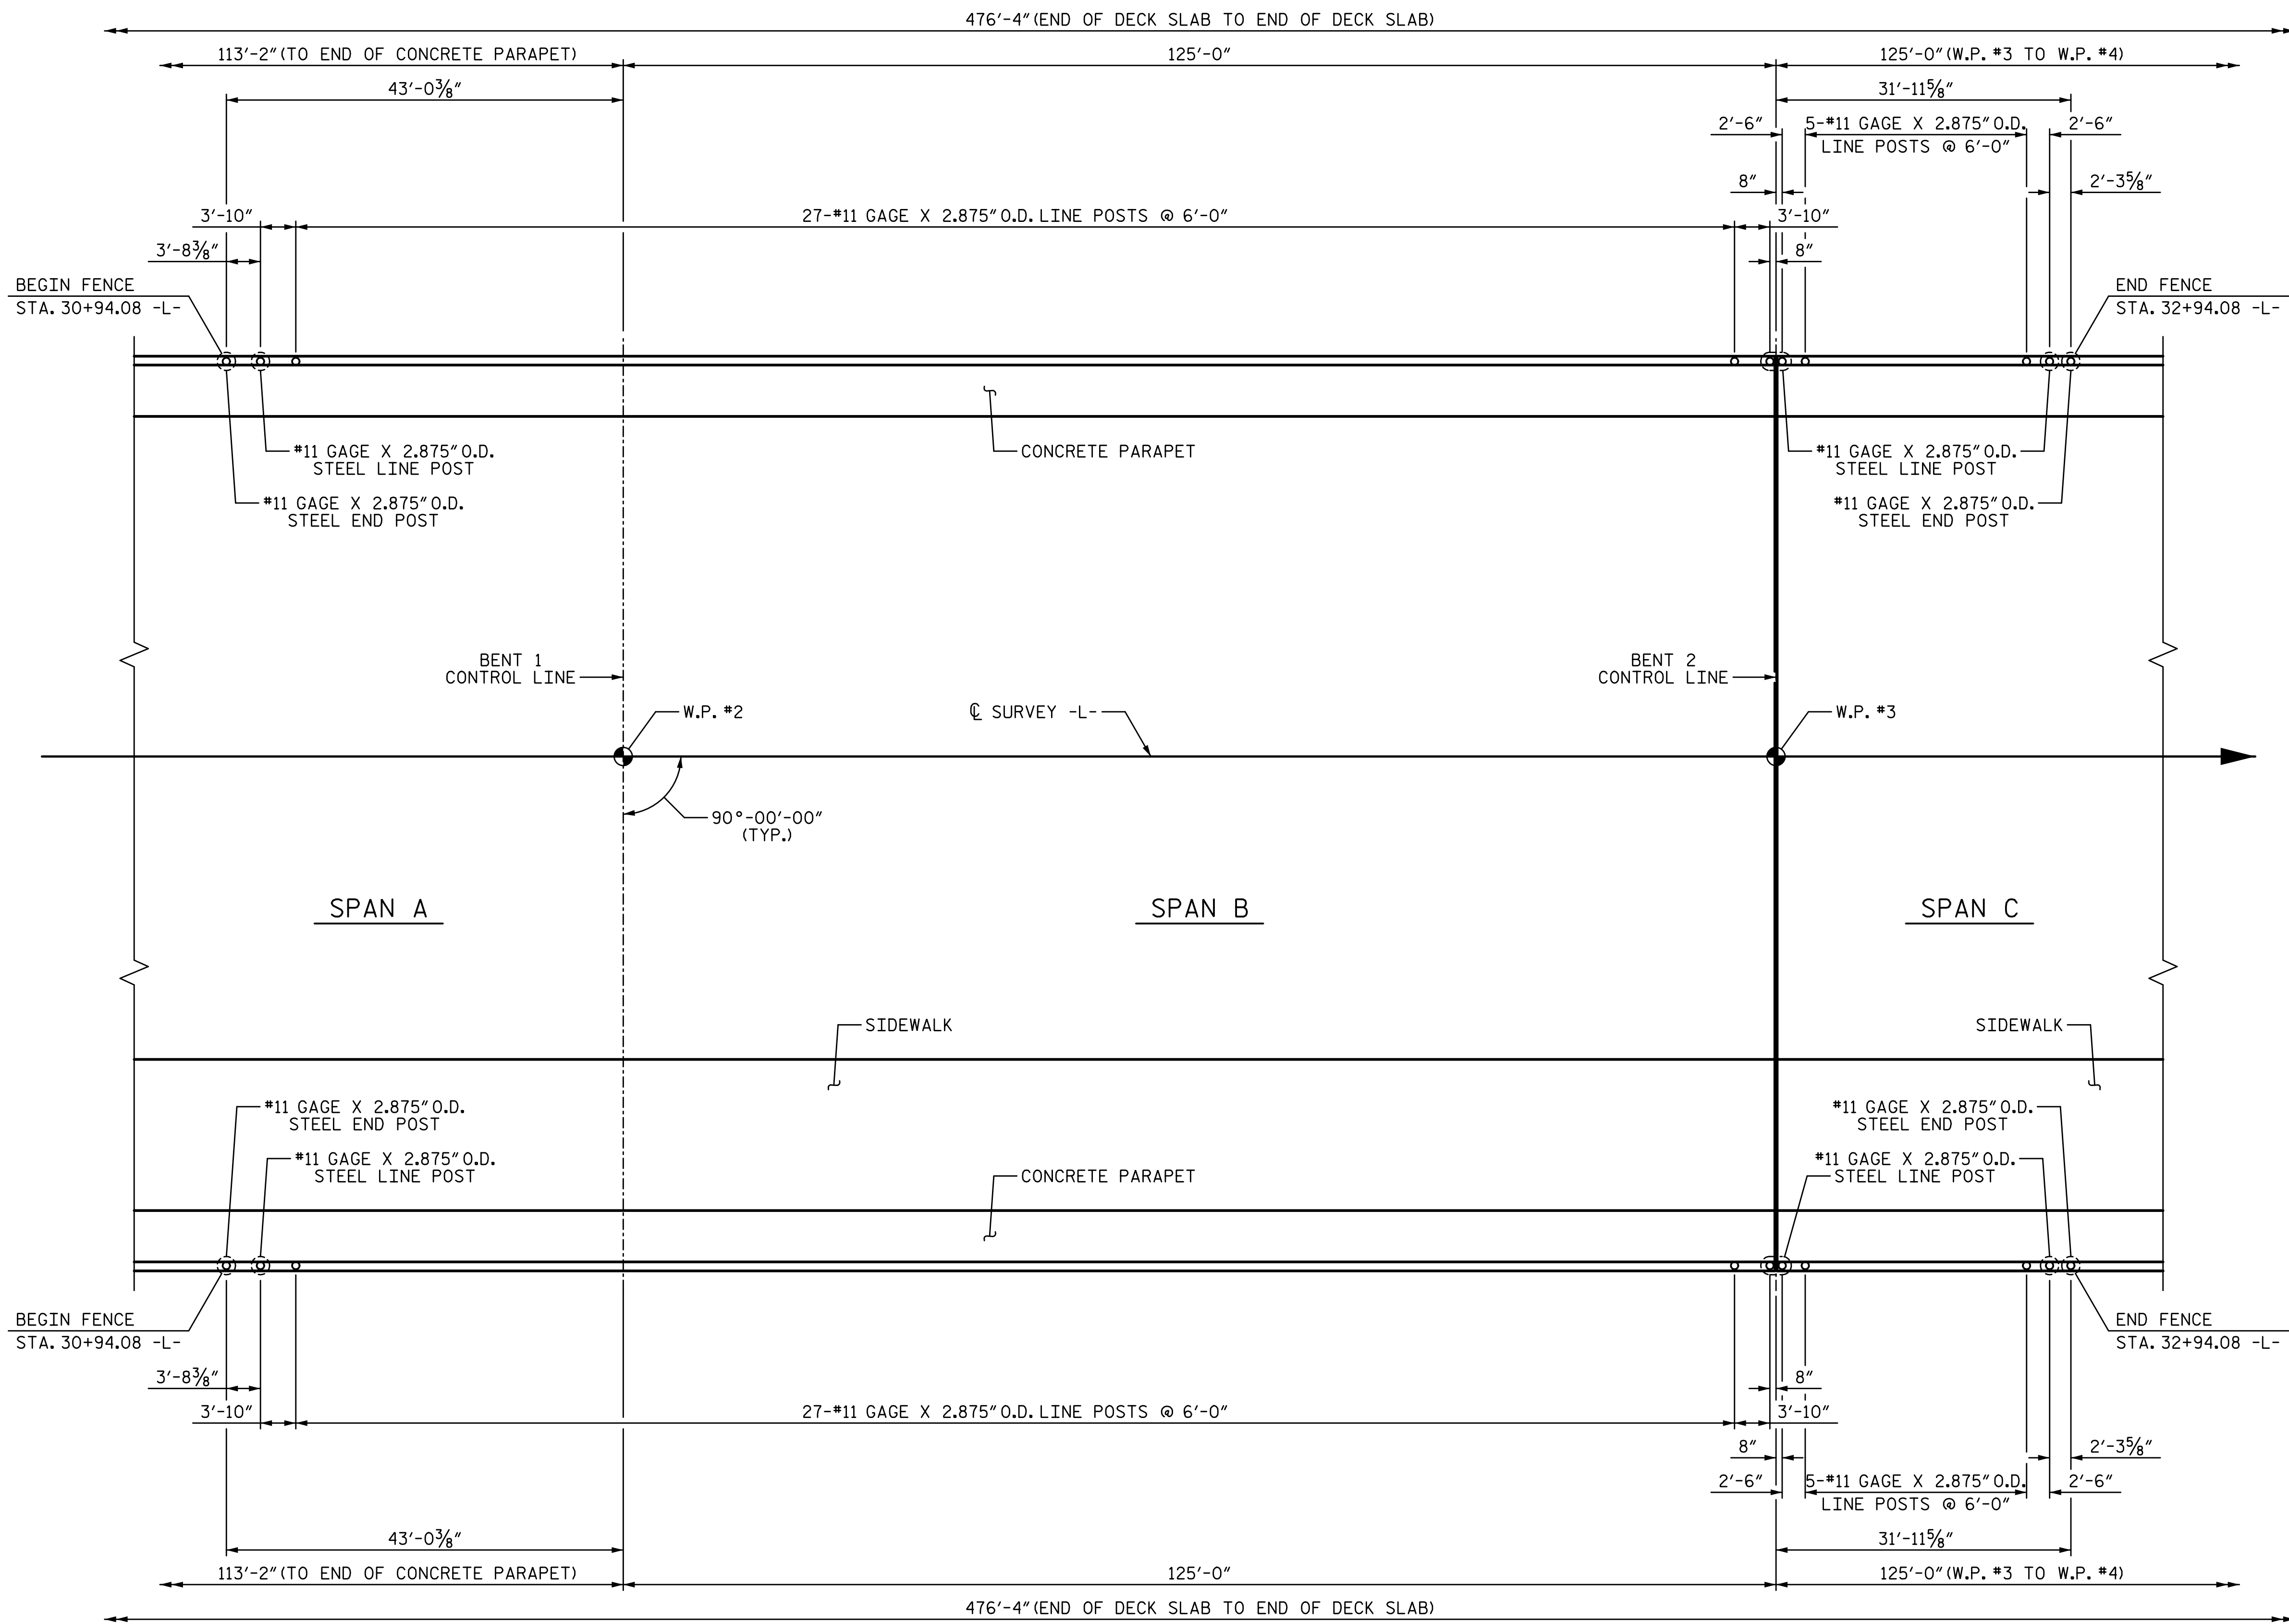 476'-4" (END OF DECK SLAB TO END OF DECK SLAB)
113'-2" (TO END OF CONCRETE PARAPET)
125'-0"
125'-0" (W.P. #3 TO W.P. #4)
43'-0⅜"
31'-11⅝"
2'-6"
5-#11 GAGE X 2.875" O.D.
LINE POSTS @ 6'-0"
2'-6"
8"
2'-3⅝"
3'-10"
27-#11 GAGE X 2.875" O.D. LINE POSTS @ 6'-0"
3'-10"
3'-8⅜"
8"
BEGIN FENCE
STA. 30+94.08 -L-
END FENCE
STA. 32+94.08 -L-
#11 GAGE X 2.875" O.D.
STEEL LINE POST
CONCRETE PARAPET
#11 GAGE X 2.875" O.D.
STEEL LINE POST
#11 GAGE X 2.875" O.D.
STEEL END POST
#11 GAGE X 2.875" O.D.
STEEL END POST
BENT 1
CONTROL LINE
BENT 2
CONTROL LINE
W.P. #2
℄ SURVEY -L-
W.P. #3
90°-00'-00"
(TYP.)
SPAN A
SPAN B
SPAN C
SIDEWALK
SIDEWALK
#11 GAGE X 2.875" O.D.
STEEL END POST
#11 GAGE X 2.875" O.D.
STEEL END POST
#11 GAGE X 2.875" O.D.
STEEL LINE POST
CONCRETE PARAPET
#11 GAGE X 2.875" O.D.
STEEL LINE POST
BEGIN FENCE
STA. 30+94.08 -L-
END FENCE
STA. 32+94.08 -L-
3'-8⅜"
8"
3'-10"
27-#11 GAGE X 2.875" O.D. LINE POSTS @ 6'-0"
3'-10"
8"
2'-3⅝"
2'-6"
5-#11 GAGE X 2.875" O.D.
LINE POSTS @ 6'-0"
2'-6"
43'-0⅜"
31'-11⅝"
113'-2" (TO END OF CONCRETE PARAPET)
125'-0"
125'-0" (W.P. #3 TO W.P. #4)
476'-4" (END OF DECK SLAB TO END OF DECK SLAB)